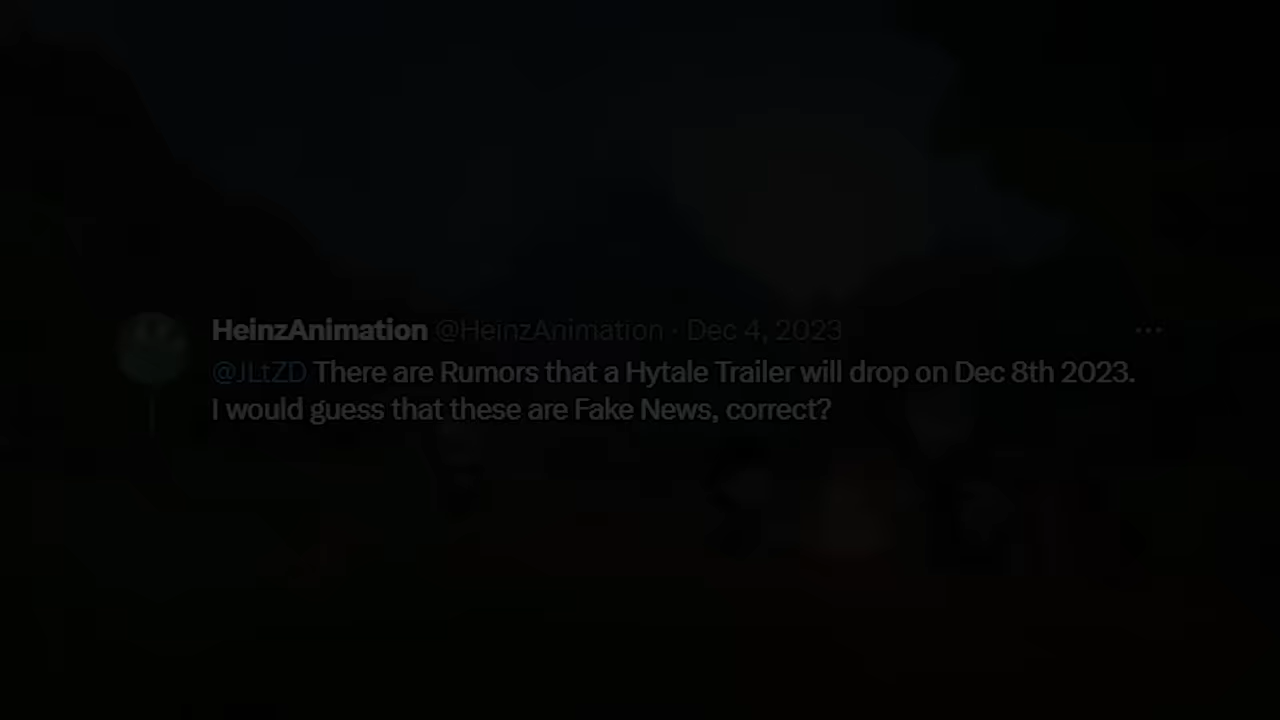 HeinzAnimation @HeinzAnimation · Dec 4, 2023
@JLtZD There are Rumors that a Hytale Trailer will drop on Dec 8th 2023.
I would guess that these are Fake News, correct?